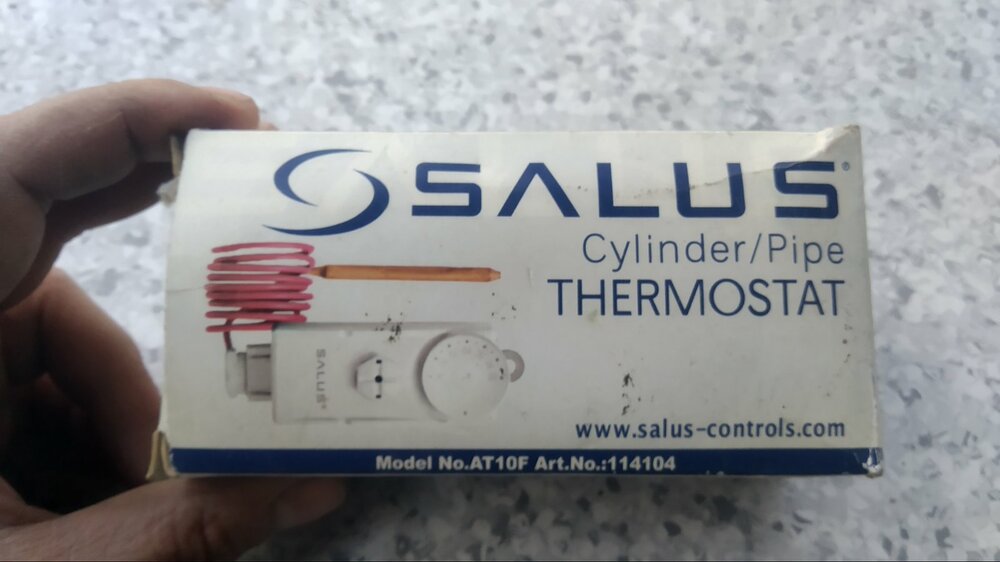 SALUS®
Cylinder/Pipe
THERMOSTAT
SALUS®
www.salus-controls.com
Model No.AT10F Art.No.:114104